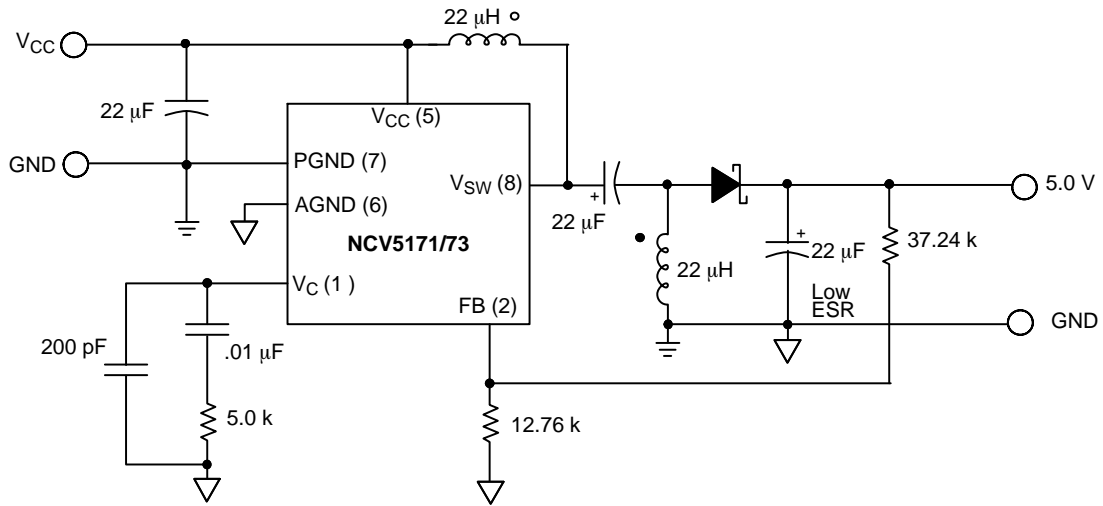 22 μH
VCC
22 μF
VCC (5)
GND
PGND (7)
VSW (8)
5.0 V
AGND (6)
22 μF
NCV5171/73
37.24 k
22 μH
22 μF
VC (1 )
FB (2)
Low
ESR
GND
200 pF
.01 μF
5.0 k
12.76 k